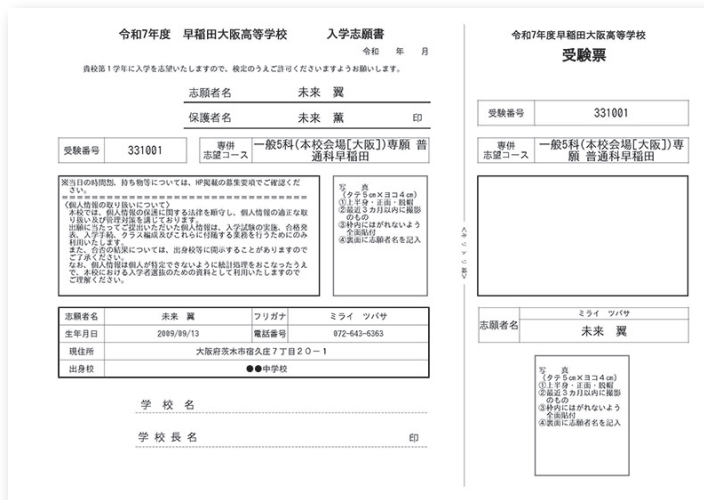 令和7年度 早稲田大阪高等学校 入学志願書
令和 年 月
貴校第1学年に入学を志望いたしますので、検定のうえご許可くださいますようお願いします。
志願者名 未来 翼
保護者名 未来 薫 印
受験番号 331001
専併
志望コース
一般5科(本校会場[大阪])専願 普
通科早稲田
※当日の時間割、持ち物等については、HP掲載の募集要項でご確認くだ
さい。
==================================
〈個人情報の取り扱いについて〉
本校では、個人情報の保護に関する法律を順守し、個人情報の適正な取
り扱い及び管理対策を講じております。
出願に当たってご提出いただいた個人情報は、入学試験の実施、合格発
表、入学手続、クラス編成及びこれらに付随する業務を行うためにのみ
利用いたします。
また、合否の結果については、出身校等に開示することがありますので
ご了承ください。
なお、個人情報は個人が特定できないように統計処理をおこなったうえ
で、本校における入学者選抜のための資料として利用いたしますので
ご理解ください。
写 真
(タテ5㎝×ヨコ4㎝)
①上半身・正面・脱帽
②最近3カ月以内に撮影
のもの
③枠内にはがれないよう
全面貼付
④裏面に志願者名を記入
志願者名 未来 翼 フリガナ ミライ ツバサ
生年月日 2009/09/13 電話番号 072-643-6363
現住所 大阪府茨木市宿久庄7丁目20-1
出身校 ●●中学校
学 校 名
学 校 長 名 印
令和7年度早稲田大阪高等学校
受験票
受験番号 331001
専併
志望コース
一般5科(本校会場[大阪])専
願 普通科早稲田
志願者名
ミライ ツバサ
未来 翼
写 真
(タテ5㎝×ヨコ4㎝)
①上半身・正面・脱帽
②最近3カ月以内に撮影
のもの
③枠内にはがれないよう
全面貼付
④裏面に志願者名を記入